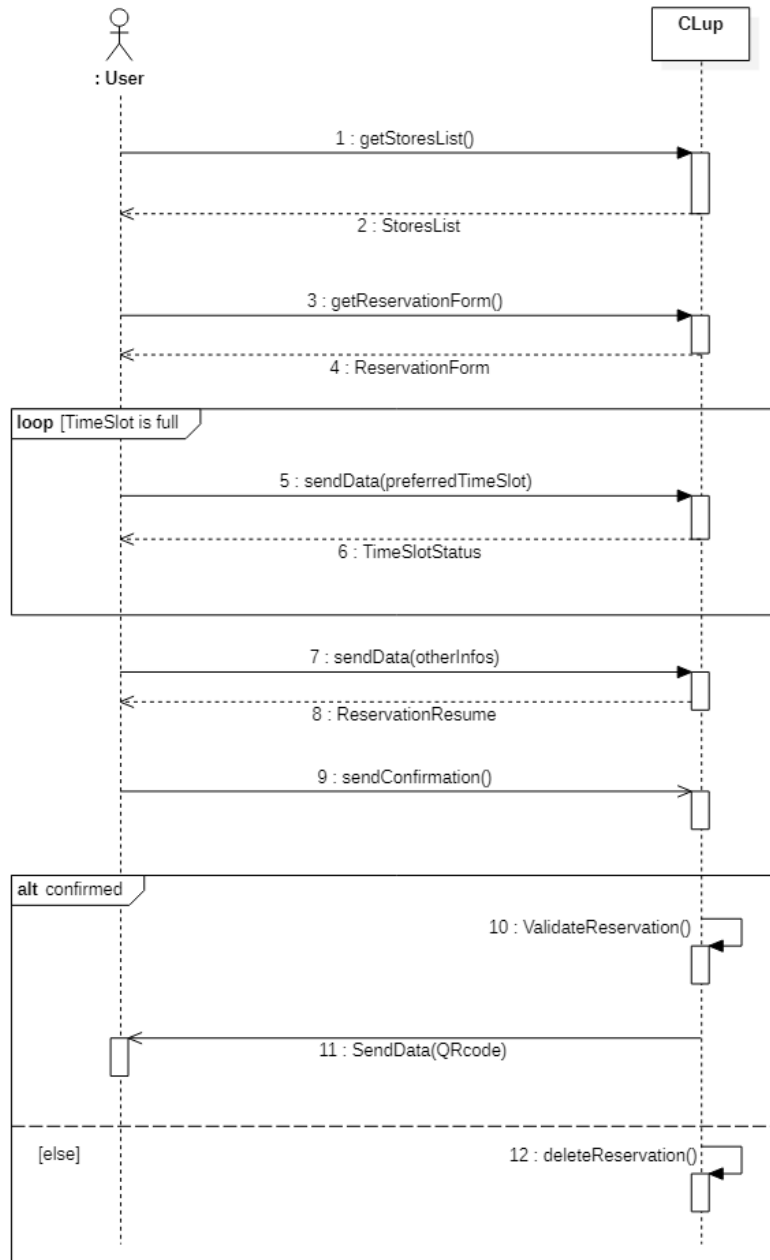 CLup
: User
1 : getStoresList()
2 : StoresList
3 : getReservationForm()
4 : ReservationForm
loop [TimeSlot is full
5 : sendData(preferredTimeSlot)
6 : TimeSlotStatus
7 : sendData(otherInfos)
8 : ReservationResume
9 : sendConfirmation()
alt confirmed
10 : ValidateReservation()
11 : SendData(QRcode)
[else]
12 : deleteReservation()